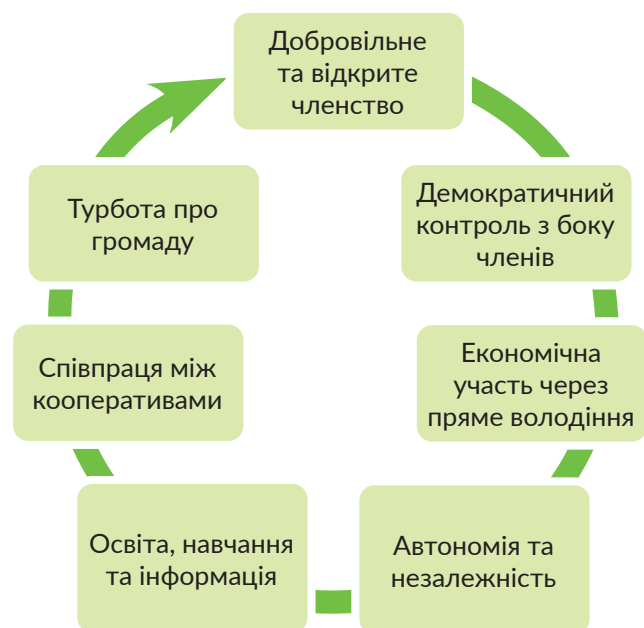 Добровільне
та відкрите
членство
Демократичний
контроль з боку
членів
Економічна
участь через
пряме володіння
Автономія та
незалежність
Освіта, навчання
та інформація
Співпраця між
кооперативами
Турбота про
громаду